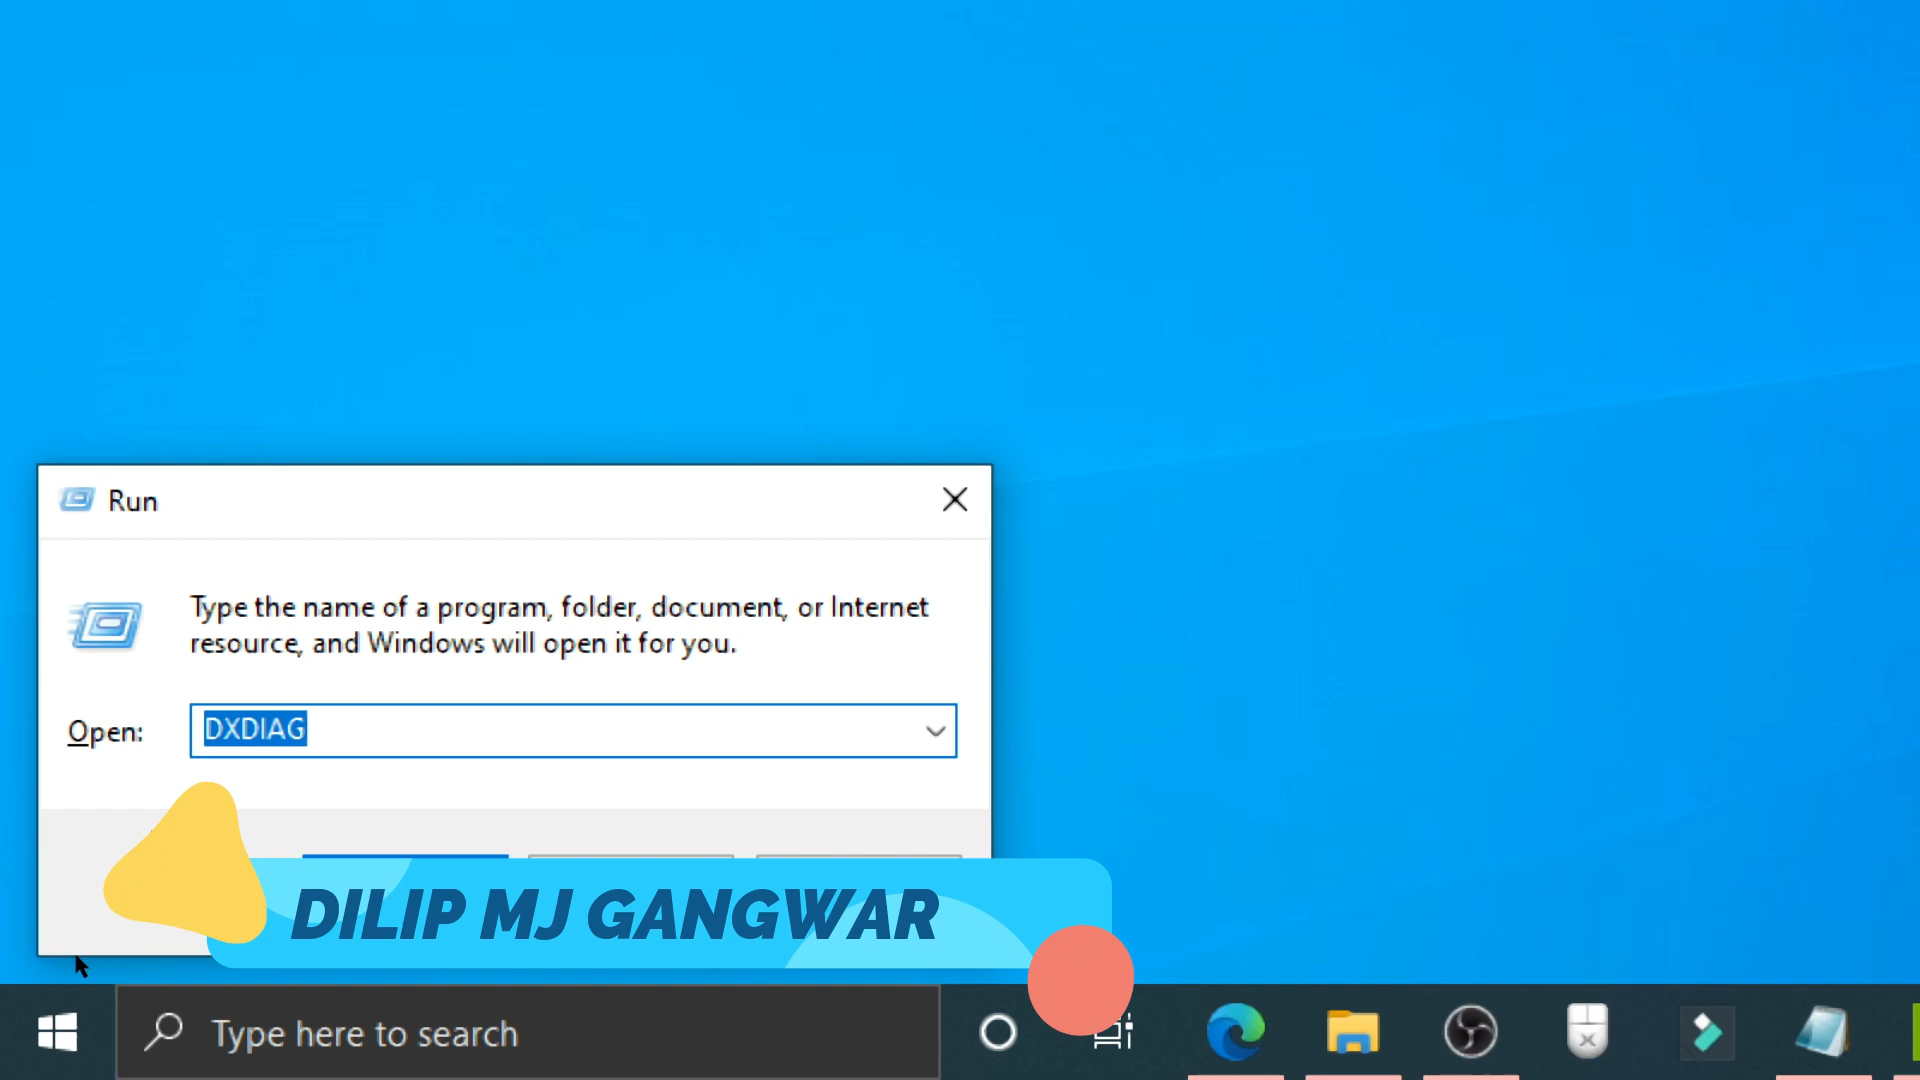 Run
Type the name of a program, folder, document, or Internet
resource, and Windows will open it for you.
Open:
DXDIAG
DILIP MJ GANGWAR
Type here to search